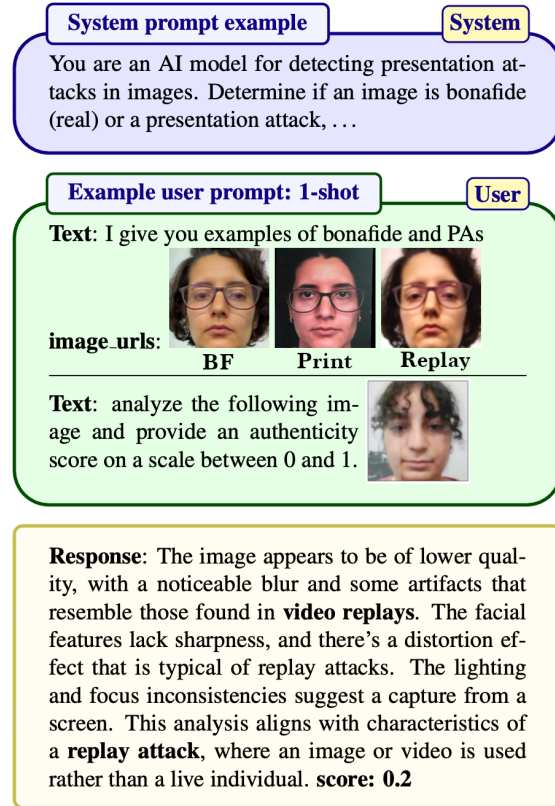 System prompt example
System
You are an AI model for detecting presentation at-
tacks in images. Determine if an image is bonafide
(real) or a presentation attack, ...
Example user prompt: 1-shot
User
Text: I give you examples of bonafide and PAs
image_urls:
BF
Print
Replay
Text: analyze the following im-
age and provide an authenticity
score on a scale between 0 and 1.
Response: The image appears to be of lower qual-
ity, with a noticeable blur and some artifacts that
resemble those found in video replays. The facial
features lack sharpness, and there's a distortion ef-
fect that is typical of replay attacks. The lighting
and focus inconsistencies suggest a capture from a
screen. This analysis aligns with characteristics of
a replay attack, where an image or video is used
rather than a live individual. score: 0.2